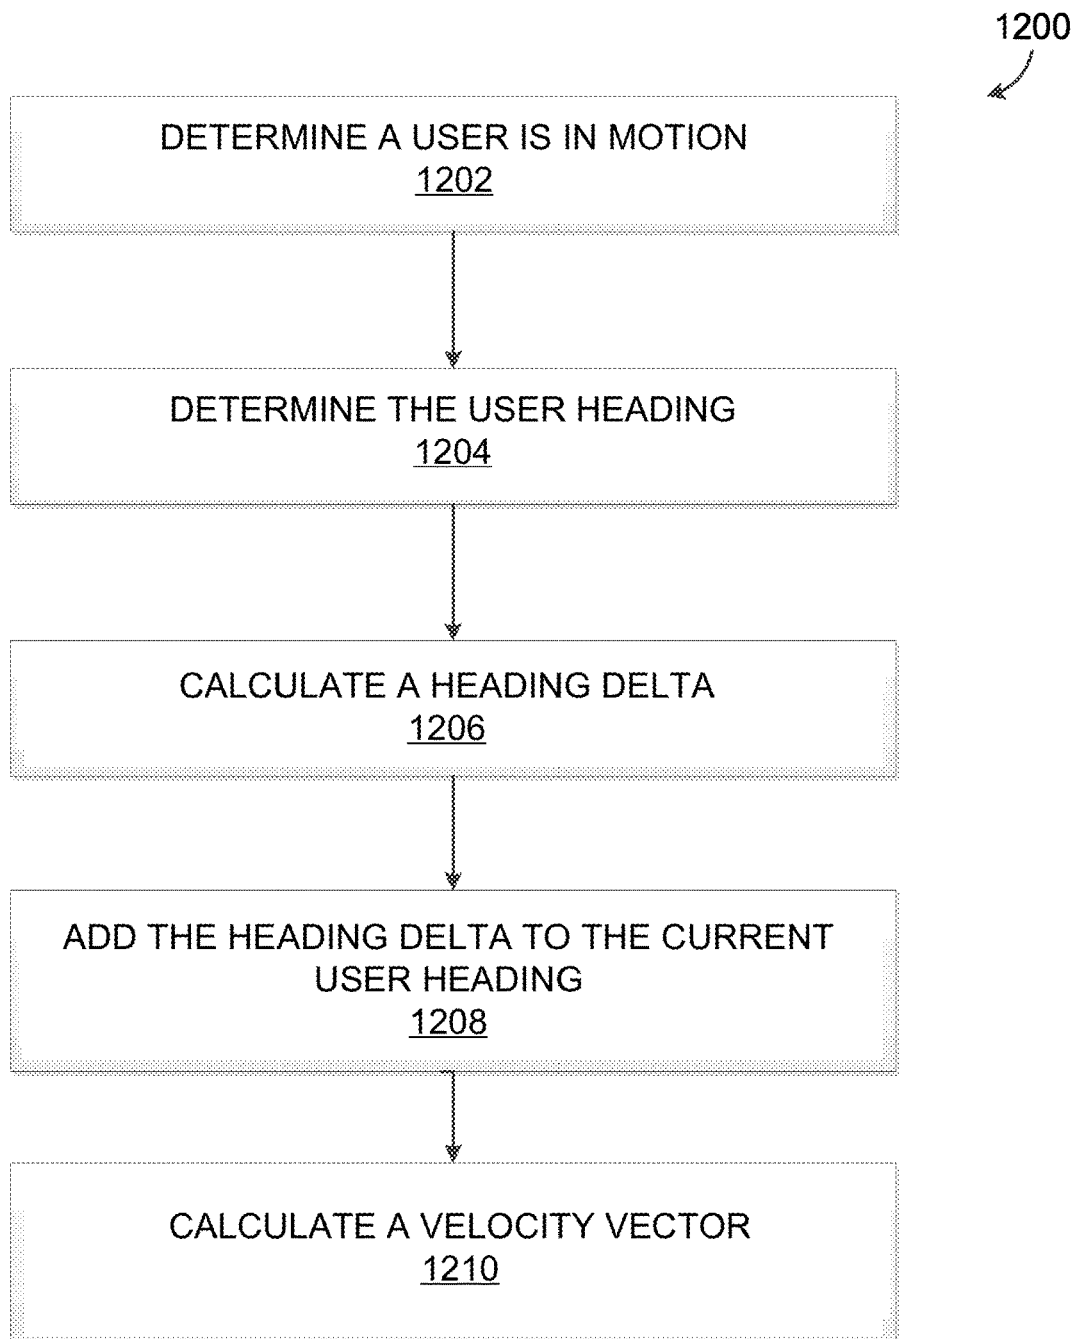 1200
DETERMINE A USER IS IN MOTION
1202
DETERMINE THE USER HEADING
1204
CALCULATE A HEADING DELTA
1206
ADD THE HEADING DELTA TO THE CURRENT
USER HEADING
1208
CALCULATE A VELOCITY VECTOR
1210